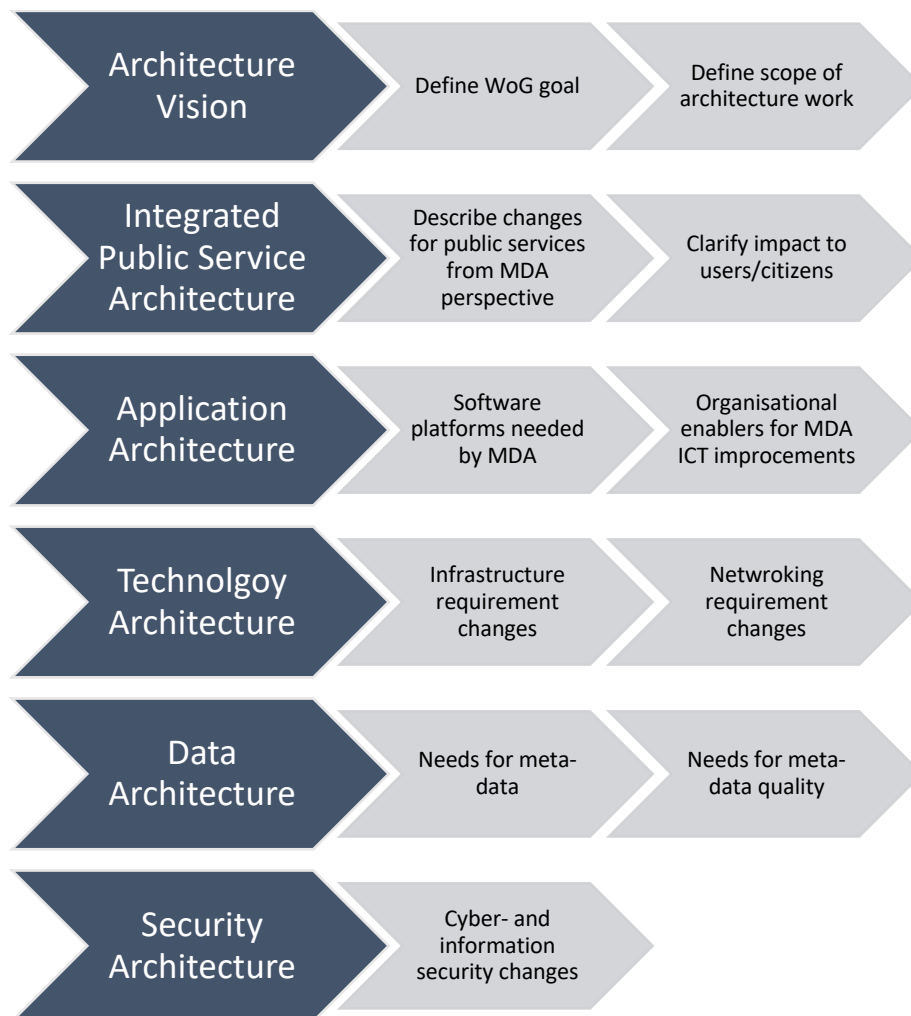 Architecture
Vision
Define WoG goal
Define scope of
architecture work
Integrated
Public Service
Architecture
Describe changes
for public services
from MDA
perspective
Clarify impact to
users/citizens
Application
Architecture
Software
platforms needed
by MDA
Organisational
enablers for MDA
ICT improcements
Technolgoy
Architecture
Infrastructure
requirement
changes
Netwroking
requirement
changes
Data
Architecture
Needs for meta-
data
Needs for meta-
data quality
Security
Architecture
Cyber- and
information
security changes